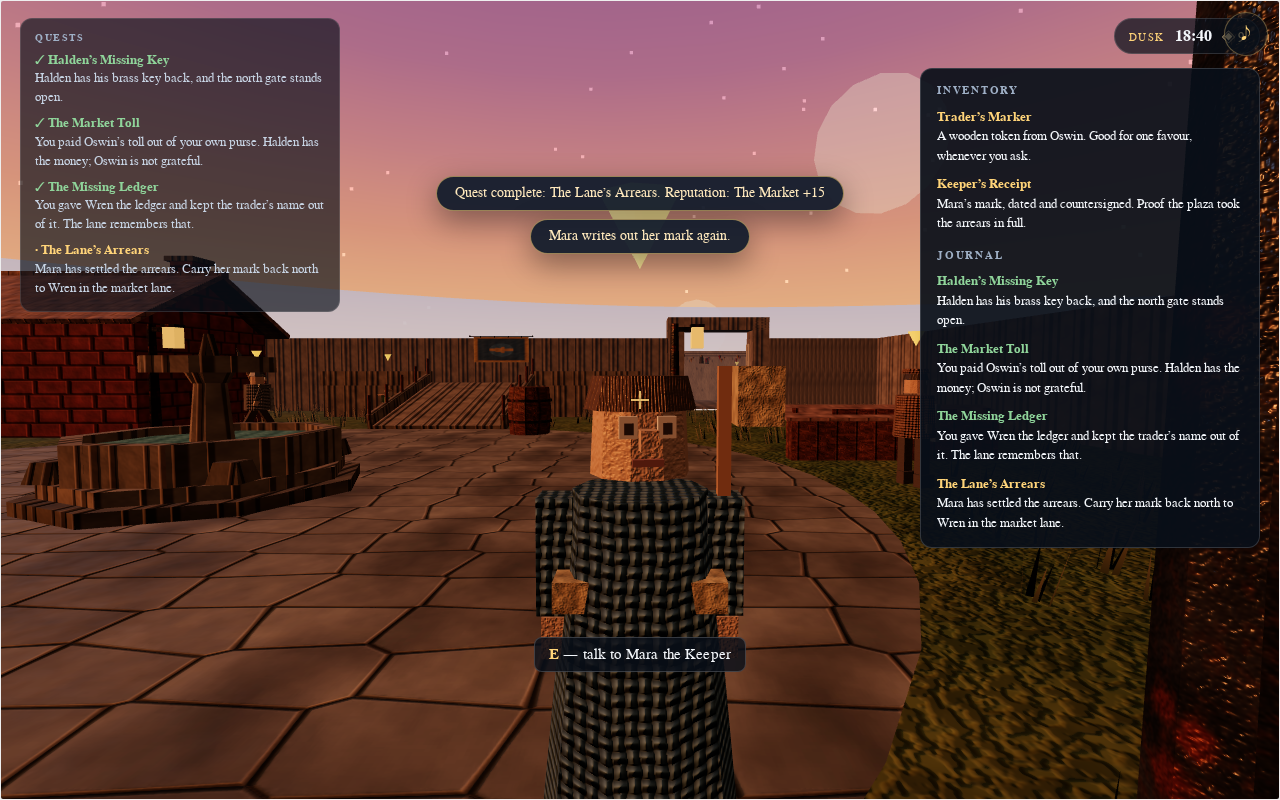 QUESTS
✓ Halden's Missing Key
Halden has his brass key back, and the north gate stands
open.
✓ The Market Toll
You paid Oswin's toll out of your own purse. Halden has
the money; Oswin is not grateful.
✓ The Missing Ledger
You gave Wren the ledger and kept the trader's name out
of it. The lane remembers that.
· The Lane's Arrears
Mara has settled the arrears. Carry her mark back north
to Wren in the market lane.
Quest complete: The Lane's Arrears. Reputation: The Market +15
Mara writes out her mark again.
E — talk to Mara the Keeper
DUSK 18:40
INVENTORY
Trader's Marker
A wooden token from Oswin. Good for one favour,
whenever you ask.
Keeper's Receipt
Mara's mark, dated and countersigned. Proof the plaza took
the arrears in full.
JOURNAL
Halden's Missing Key
Halden has his brass key back, and the north gate stands
open.
The Market Toll
You paid Oswin's toll out of your own purse. Halden has the
money; Oswin is not grateful.
The Missing Ledger
You gave Wren the ledger and kept the trader's name out of
it. The lane remembers that.
The Lane's Arrears
Mara has settled the arrears. Carry her mark back north to
Wren in the market lane.